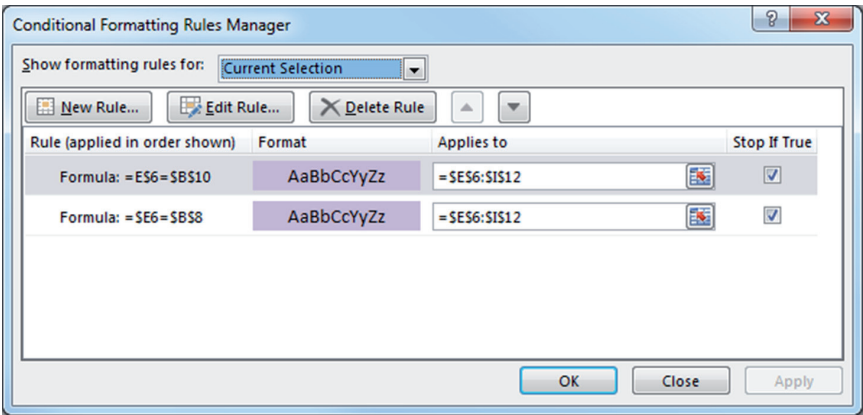 Conditional Formatting Rules Manager
Show formatting rules for: Current Selection
New Rule... Edit Rule... Delete Rule
Rule (applied in order shown) Format Applies to Stop If True
Formula: =E$6=$B$10 AaBbCcYyZz =$E$6:$I$12
Formula: =$E6=$B$8 AaBbCcYyZz =$E$6:$I$12
OK Close Apply